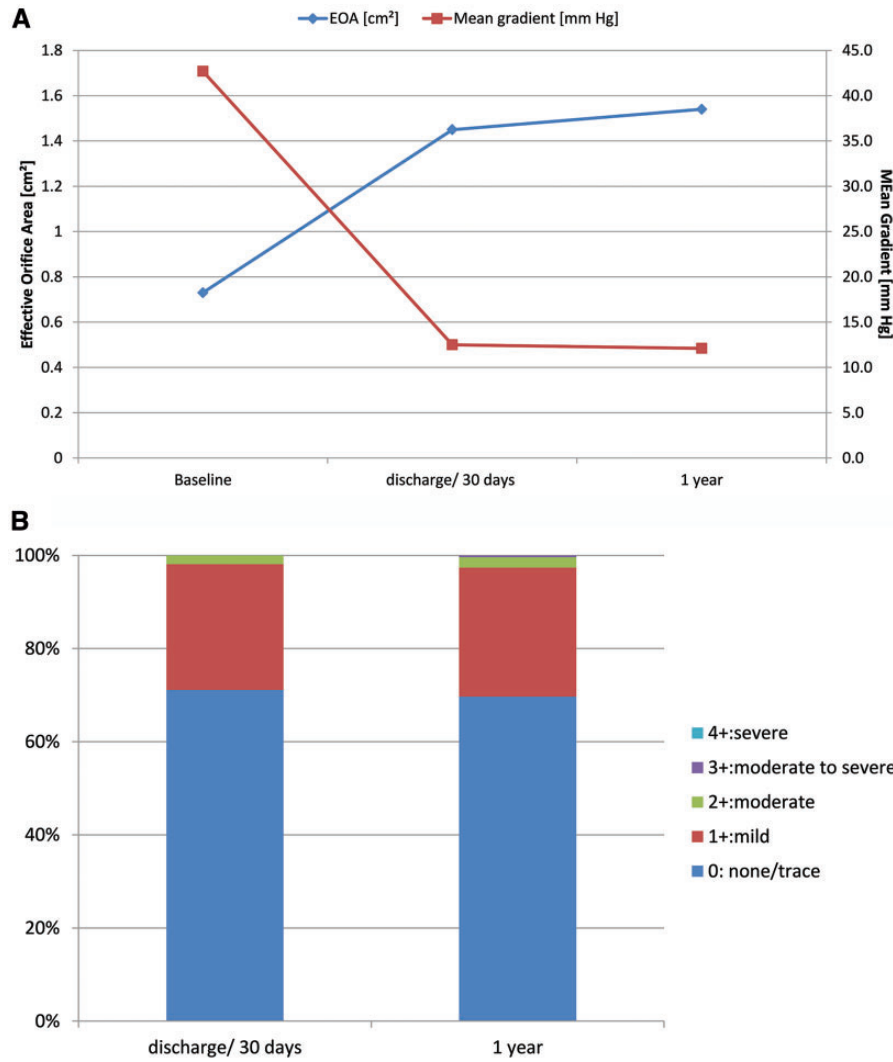 A
EOA [cm²] Mean gradient [mm Hg]
1.8 45.0
1.6 40.0
1.4 35.0
1.2 30.0
1 25.0
0.8 20.0
0.6 15.0
0.4 10.0
0.2 5.0
0 0.0
Effective Orifice Area [cm²]
MEan Gradient [mm Hg]
Baseline discharge/ 30 days 1 year
B
100%
80%
60%
40%
20%
0%
discharge/ 30 days 1 year
4+:severe
3+:moderate to severe
2+:moderate
1+:mild
0: none/trace